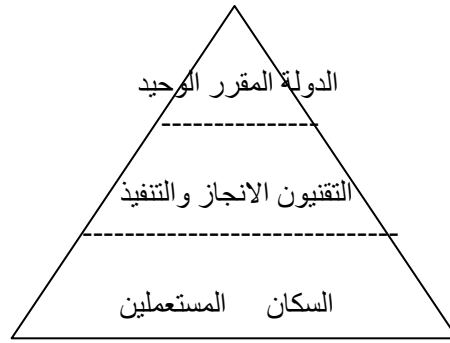 الدولة المقرر الوحيد
التقنيون الانجاز والتنفيذ
السكان المستعملين